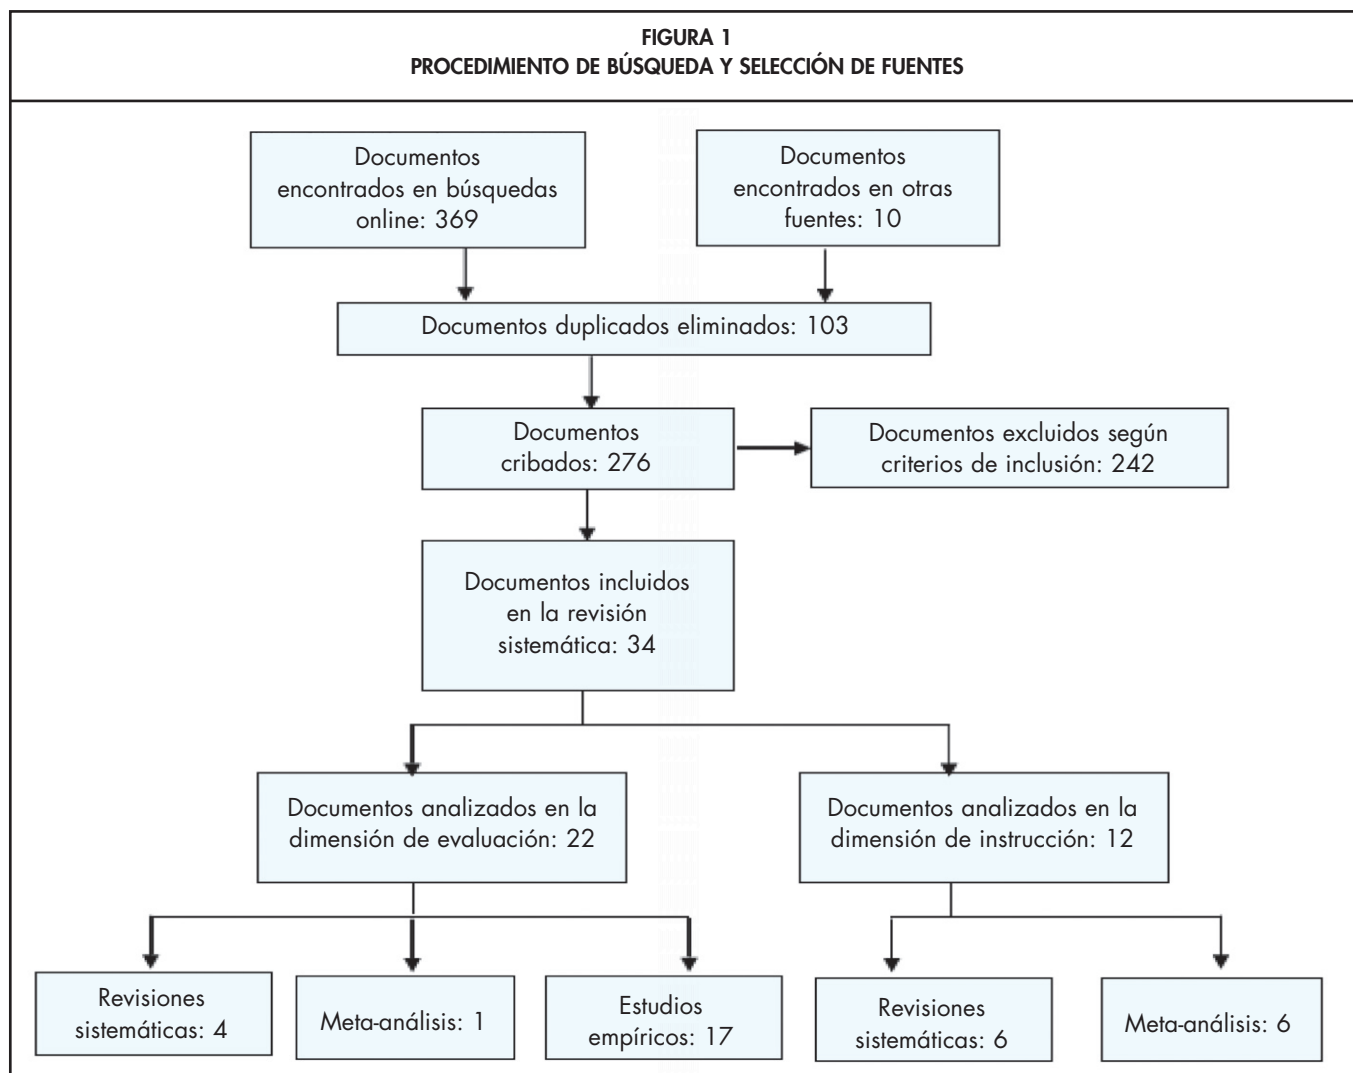 FIGURA 1
PROCEDIMIENTO DE BÚSQUEDA Y SELECCIÓN DE FUENTES
Documentos
encontrados en búsquedas
online: 369
Documentos
encontrados en otras
fuentes: 10
Documentos duplicados eliminados: 103
Documentos
cribados: 276
Documentos excluidos según
criterios de inclusión: 242
Documentos incluidos
en la revisión
sistemática: 34
Documentos analizados en la
dimensión de evaluación: 22
Documentos analizados en la
dimensión de instrucción: 12
Revisiones
sistemáticas: 4
Meta-análisis: 1
Estudios
empíricos: 17
Revisiones
sistemáticas: 6
Meta-análisis: 6